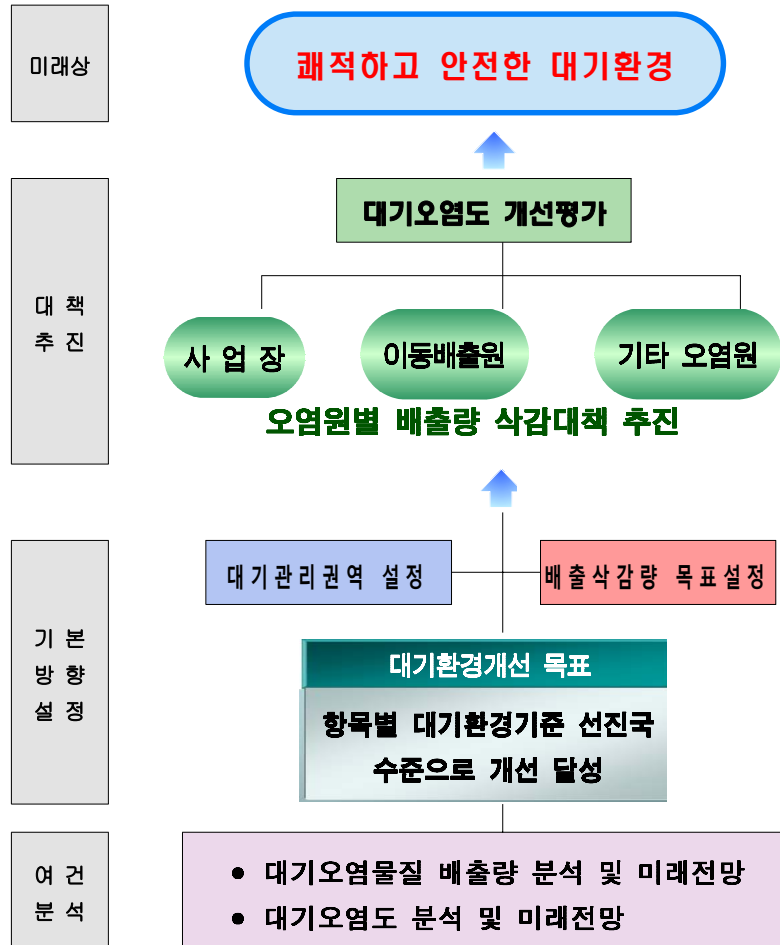 미래상
쾌적하고 안전한 대기환경
대 책
추 진
대기오염도 개선평가
사 업 장
이동배출원
기타 오염원
오염원별 배출량 삭감대책 추진
기 본
방 향
설 정
대기관리권역 설정
배출삭감량 목표설정
대기환경개선 목표
항목별 대기환경기준 선진국
수준으로 개선 달성
여 건
분 석
• 대기오염물질 배출량 분석 및 미래전망
• 대기오염도 분석 및 미래전망